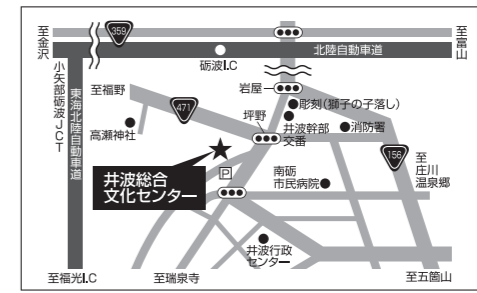 至金沢
359
至富山
北陸自動車道
砺波I.C
小矢部砺波JCT
東海北陸自動車道
至福野
岩屋
471
坪野
彫刻(獅子の子落し)
井波幹部
交番
消防署
高瀬神社
156
至
庄川
温泉郷
井波総合
文化センター
P
南砺
市民病院
井波行政
センター
至福光I.C
至瑞泉寺
至五箇山